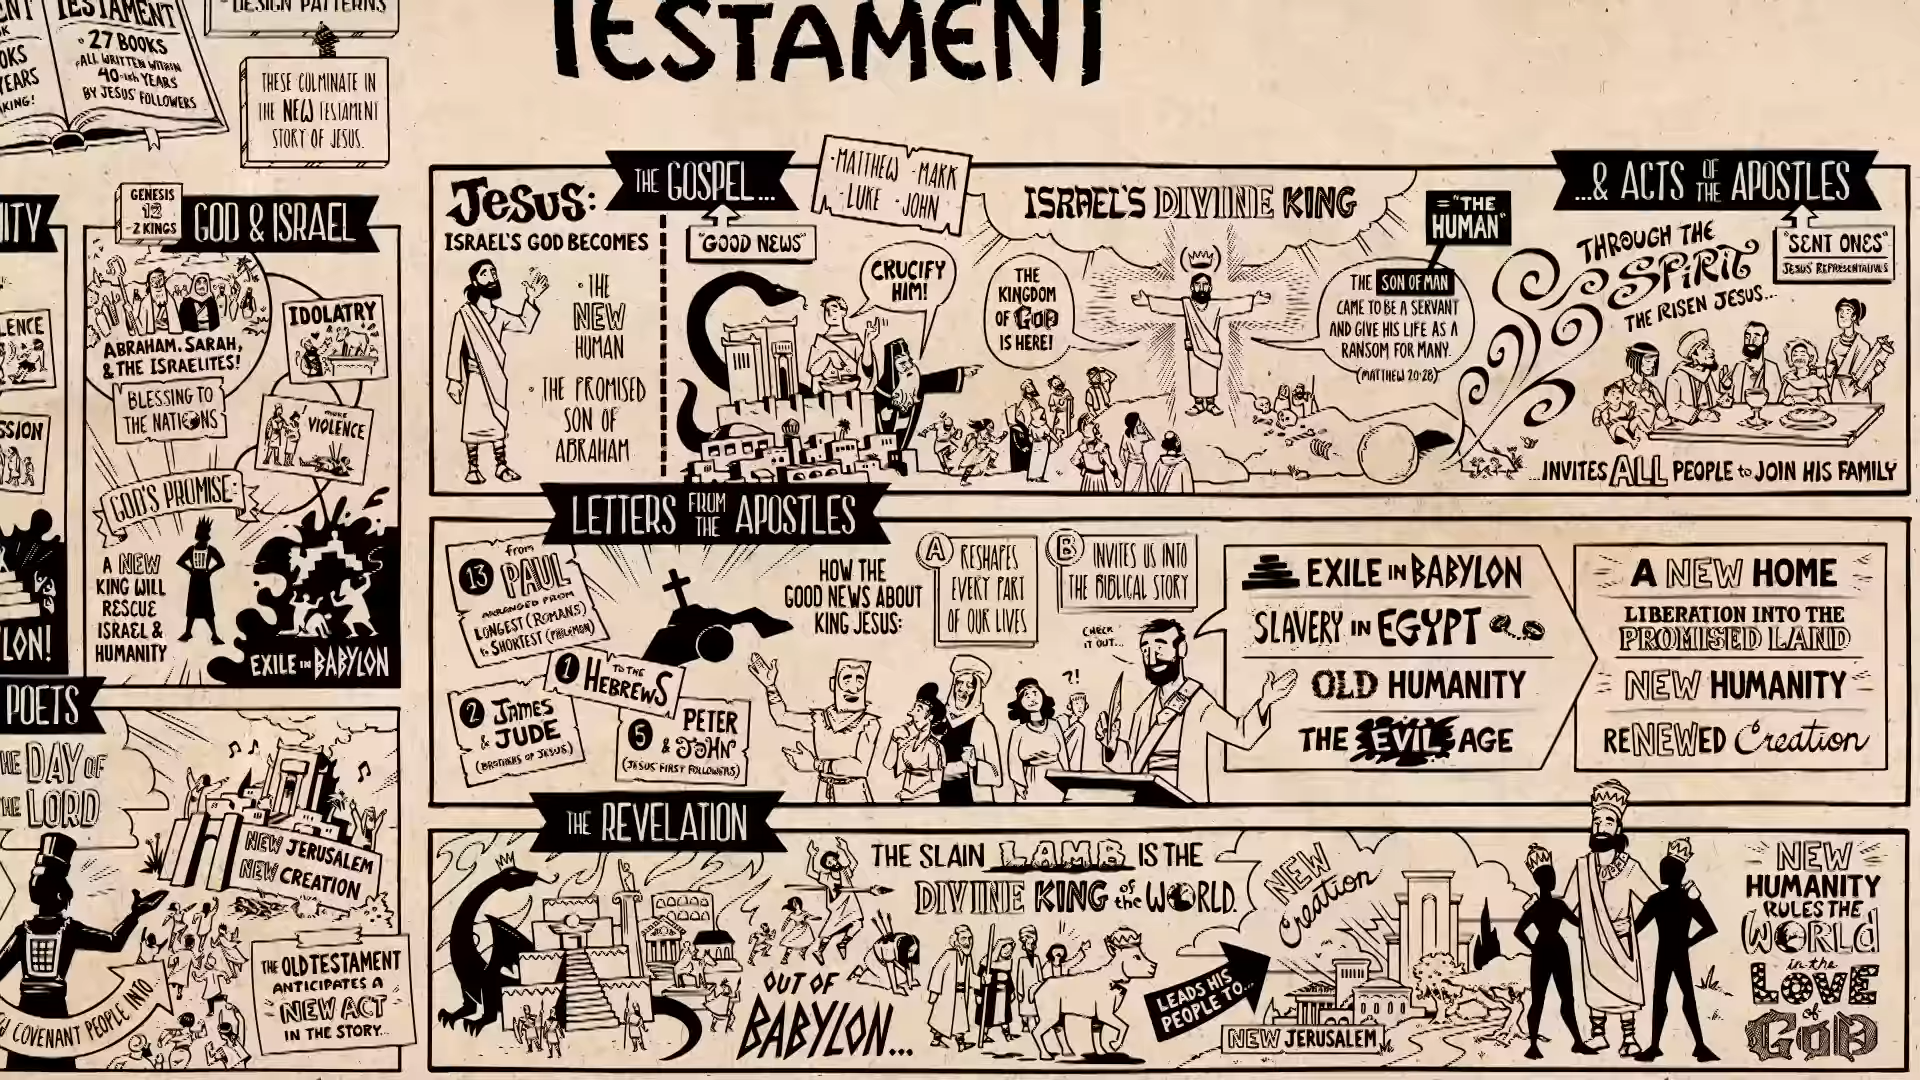 TESTAMENT
DESIGN PATTERNS
TESTAMENT
• 27 BOOKS
ALL WRITTEN WITHIN
40-ish YEARS
BY JESUS' FOLLOWERS
YEARS
KING!
THESE CULMINATE IN
THE NEW TESTAMENT
STORY OF JESUS.
GENESIS
12
-2 KINGS
GOD & ISRAEL
ABRAHAM, SARAH,
& THE ISRAELITES!
BLESSING TO
THE NATIONS
IDOLATRY
MORE
VIOLENCE
GOD'S PROMISE:
A NEW
KING WILL
RESCUE
ISRAEL &
HUMANITY
EXILE IN BABYLON
POETS
THE DAY OF
THE LORD
NEW JERUSALEM
NEW CREATION
COVENANT PEOPLE INTO
THE OLD TESTAMENT
ANTICIPATES A
NEW ACT
IN THE STORY...
THE GOSPEL...
"GOOD NEWS"
• MATTHEW • MARK
• LUKE • JOHN
JESUS:
ISRAEL'S GOD BECOMES
• THE
NEW
HUMAN
• THE PROMISED
SON OF
ABRAHAM
CRUCIFY
HIM!
ISRAEL'S DIVINE KING
THE
KINGDOM
OF GOD
IS HERE!
= "THE
HUMAN"
THE SON OF MAN
CAME TO BE A SERVANT
AND GIVE HIS LIFE AS A
RANSOM FOR MANY.
(MATTHEW 20:28)
...& ACTS OF THE APOSTLES
"SENT ONES"
JESUS' REPRESENTATIVES
THROUGH THE
SPIRIT
THE RISEN JESUS...
...INVITES ALL PEOPLE to JOIN HIS FAMILY
LETTERS FROM THE APOSTLES
13 from
PAUL
ARRANGED FROM
LONGEST (ROMANS)
to SHORTEST (PHILEMON)
1 TO THE
HEBREWS
2 JAMES
& JUDE
(BROTHERS OF JESUS)
5 PETER
& JOHN
(JESUS' FIRST FOLLOWERS)
HOW THE
GOOD NEWS ABOUT
KING JESUS:
A RESHAPES
EVERY PART
OF OUR LIVES
B INVITES US INTO
THE BIBLICAL STORY
CHECK
IT OUT...
?!
EXILE IN BABYLON
SLAVERY IN EGYPT
OLD HUMANITY
THE EVIL AGE
A NEW HOME
LIBERATION INTO THE
PROMISED LAND
NEW HUMANITY
RENEWED Creation
THE REVELATION
THE SLAIN LAMB IS THE
DIVINE KING of the WORLD.
OUT OF
BABYLON...
LEADS HIS
PEOPLE TO...
NEW
Creation
NEW JERUSALEM
NEW
HUMANITY
RULES THE
WORLD
in the
LOVE
of
GOD